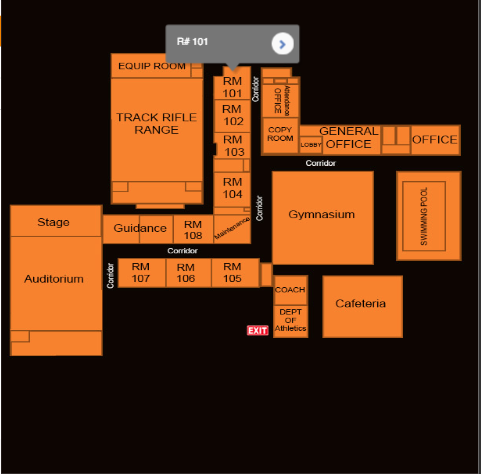 R# 101
EQUIP ROOM
RM
101
Corridor
Attendance
OFFICE
TRACK RIFLE
RANGE
RM
102
COPY
ROOM
GENERAL
OFFICE
LOBBY
OFFICE
RM
103
Corridor
RM
104
Corridor
Gymnasium
SWIMMING POOL
Stage
Guidance
RM
108
Maintenance
Corridor
Auditorium
Corridor
RM
107
RM
106
RM
105
COACH
DEPT
OF
Athletics
Cafeteria
EXIT